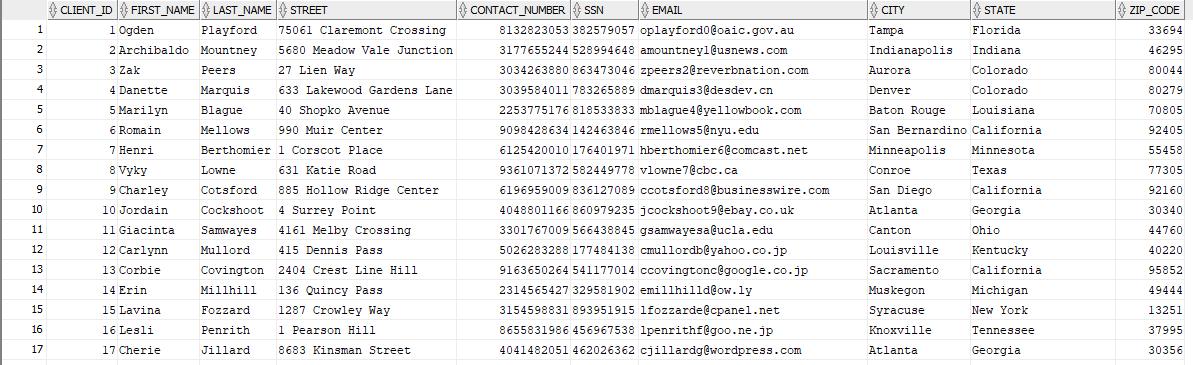 CLIENT_ID FIRST_NAME LAST_NAME STREET CONTACT_NUMBER SSN EMAIL CITY STATE ZIP_CODE
1 1 Ogden Playford 75061 Claremont Crossing 8132823053 382579057 oplayford0@oaic.gov.au Tampa Florida 33694
2 2 Archibaldo Mountney 5680 Meadow Vale Junction 3177655244 528994648 amountney1@usnews.com Indianapolis Indiana 46295
3 3 Zak Peers 27 Lien Way 3034263880 863473046 zpeers2@reverbnation.com Aurora Colorado 80044
4 4 Danette Marquis 633 Lakewood Gardens Lane 3039584011 783265889 dmarquis3@desdev.cn Denver Colorado 80279
5 5 Marilyn Blague 40 Shopko Avenue 2253775176 818533833 mblague4@yellowbook.com Baton Rouge Louisiana 70805
6 6 Romain Mellows 990 Muir Center 9098428634 142463846 rmellows5@nyu.edu San Bernardino California 92405
7 7 Henri Berthomier 1 Corscot Place 6125420010 176401971 hberthomier6@comcast.net Minneapolis Minnesota 55458
8 8 Vyky Lowne 631 Katie Road 9361071372 582449778 vlowne7@cbc.ca Conroe Texas 77305
9 9 Charley Cotsford 885 Hollow Ridge Center 6196959009 836127089 ccotsford8@businesswire.com San Diego California 92160
10 10 Jordain Cockshoot 4 Surrey Point 4048801166 860979235 jcockshoot9@ebay.co.uk Atlanta Georgia 30340
11 11 Giacinta Samwayes 4161 Melby Crossing 3301767009 566438845 gsamwayesa@ucla.edu Canton Ohio 44760
12 12 Carlynn Mullord 415 Dennis Pass 5026283288 177484138 cmullordb@yahoo.co.jp Louisville Kentucky 40220
13 13 Corbie Covington 2404 Crest Line Hill 9163650264 541177014 ccovingtonc@google.co.jp Sacramento California 95852
14 14 Erin Millhill 136 Quincy Pass 2314565427 329581902 emillhilld@ow.ly Muskegon Michigan 49444
15 15 Lavina Fozzard 1287 Crowley Way 3154598831 893951915 lfozzarde@cpanel.net Syracuse New York 13251
16 16 Lesli Penrith 1 Pearson Hill 8655831986 456967538 lpenrithf@goo.ne.jp Knoxville Tennessee 37995
17 17 Cherie Jillard 8683 Kinsman Street 4041482051 462026362 cjillardg@wordpress.com Atlanta Georgia 30356